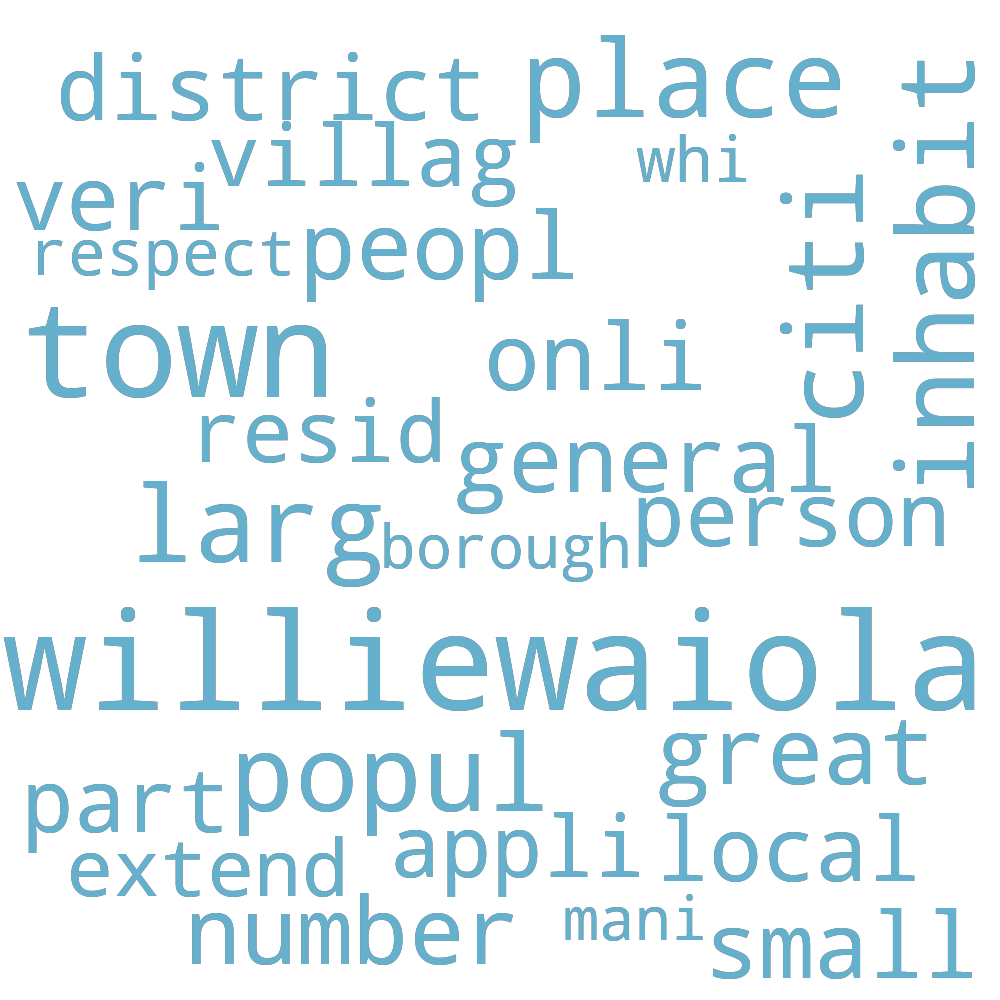 district
place
villag
whi
veri
respect
peopl
citi
inhabit
town
onli
resid
general
larg
person
borough
williewaiola
great
popul
part
appli
local
extend
number
mani
small